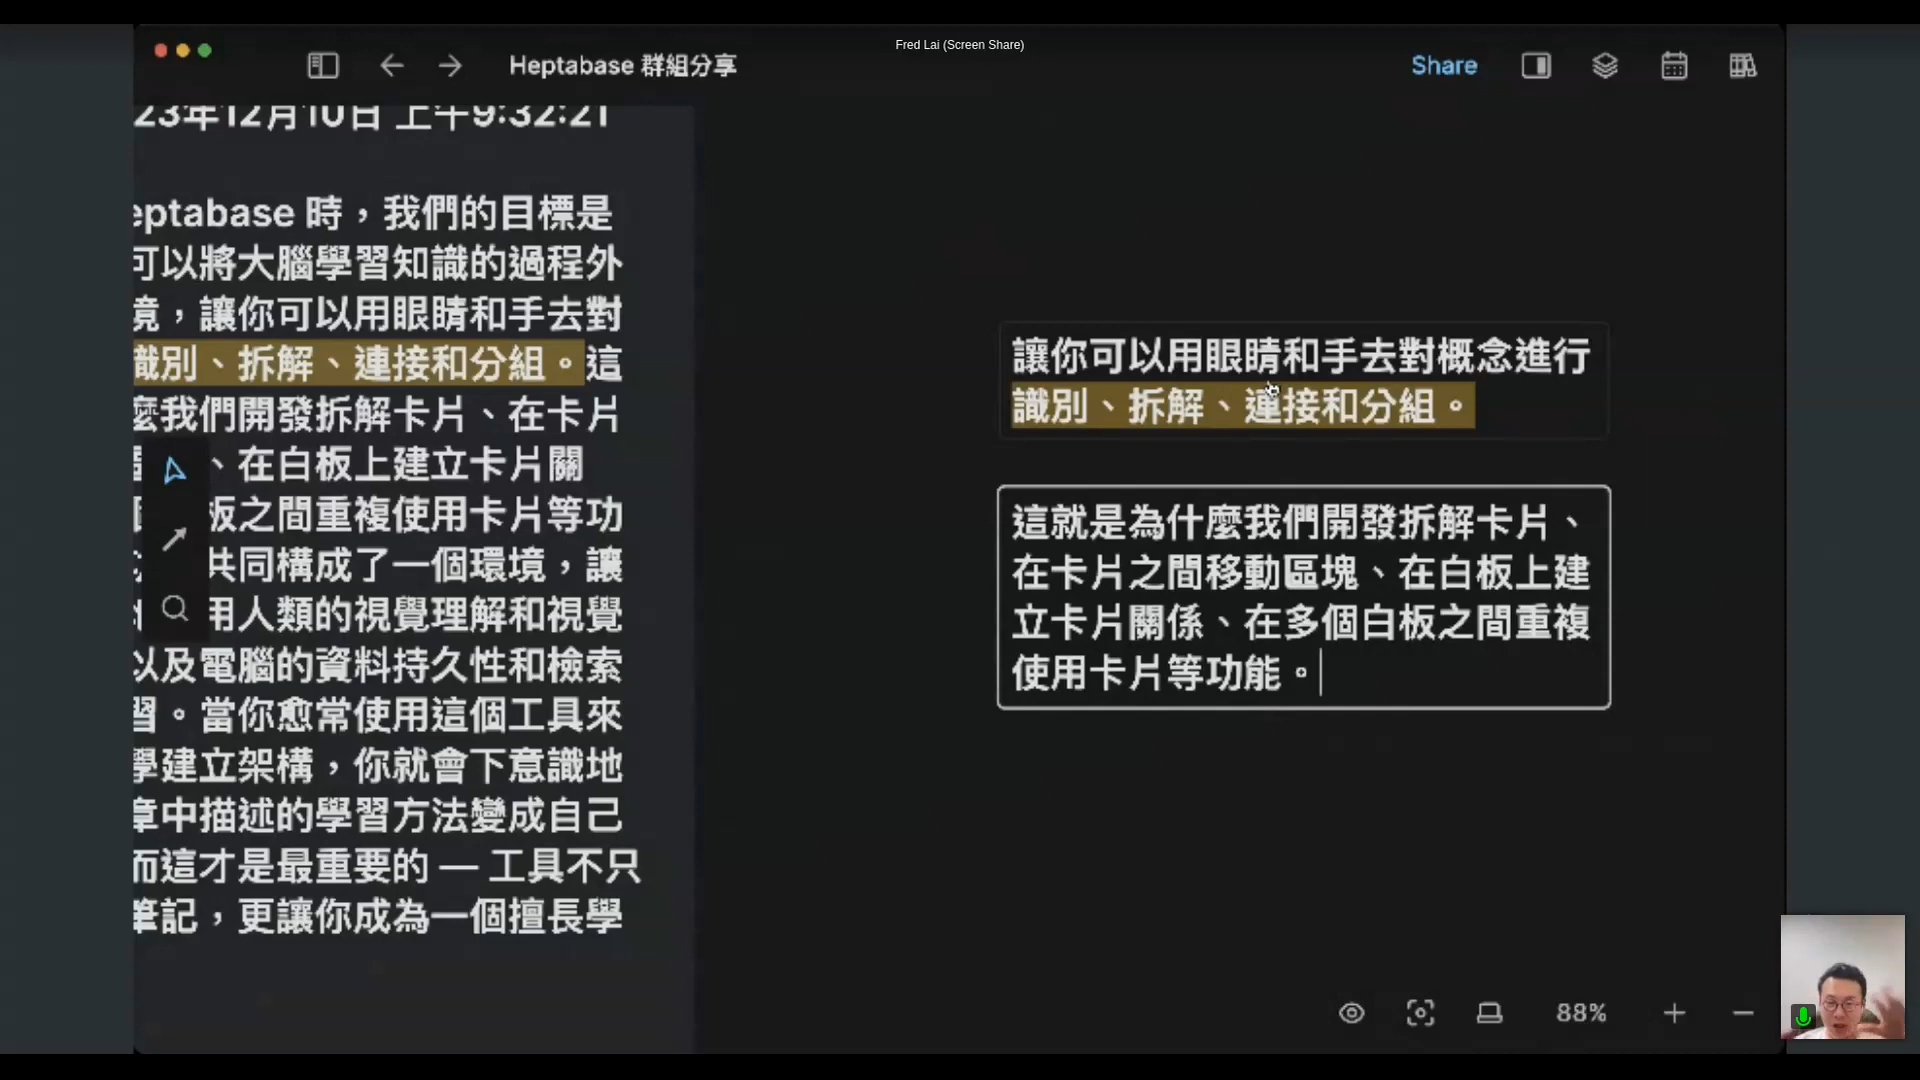 Fred Lai (Screen Share)
Heptabase 群組分享
Share
23年12月10日 上午9:32:21
eptabase 時，我們的目標是
可以將大腦學習知識的過程外
境，讓你可以用眼睛和手去對
識別、拆解、連接和分組。這
麼我們開發拆解卡片、在卡片
、在白板上建立卡片關
板之間重複使用卡片等功
共同構成了一個環境，讓
用人類的視覺理解和視覺
以及電腦的資料持久性和檢索
習。當你愈常使用這個工具來
學建立架構，你就會下意識地
章中描述的學習方法變成自己
而這才是最重要的 — 工具不只
筆記，更讓你成為一個擅長學
讓你可以用眼睛和手去對概念進行
識別、拆解、連接和分組。
這就是為什麼我們開發拆解卡片、
在卡片之間移動區塊、在白板上建
立卡片關係、在多個白板之間重複
使用卡片等功能。
88%